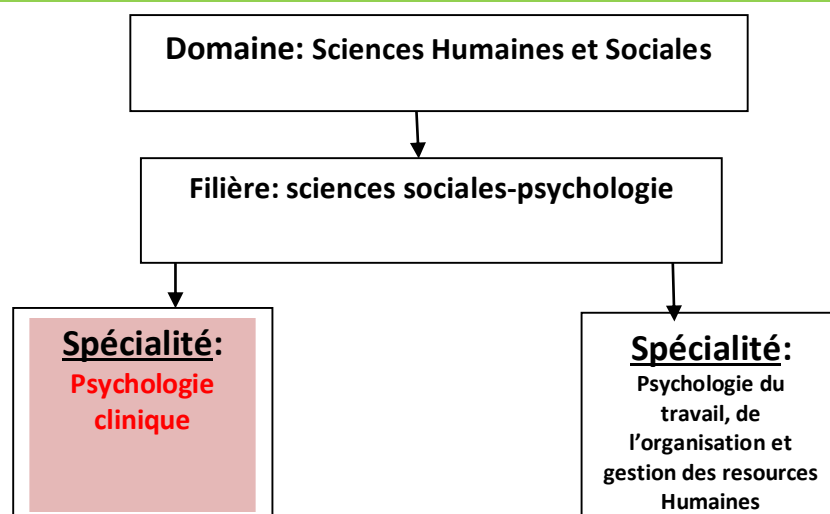 Domaine: Sciences Humaines et Sociales
Filière: sciences sociales-psychologie
Spécialité:
Psychologie
clinique
Spécialité:
Psychologie du
travail, de
l’organisation et
gestion des resources
Humaines